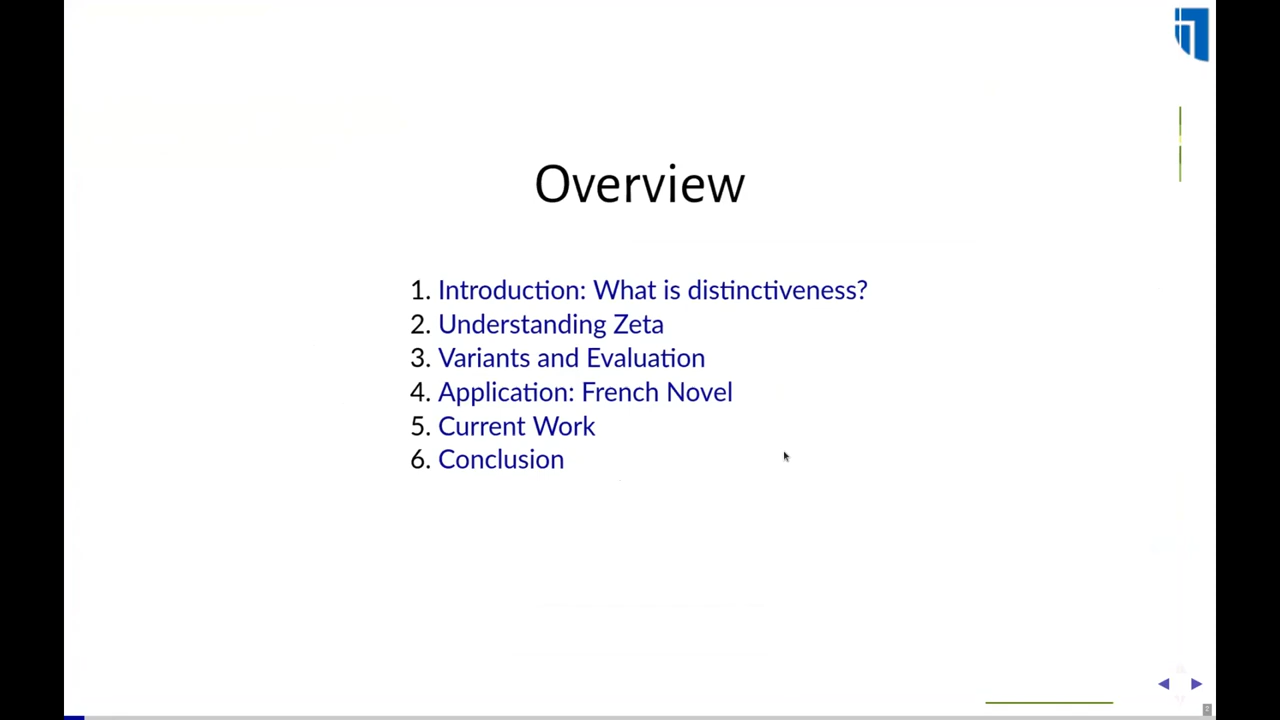 Overview
1. Introduction: What is distinctiveness?
2. Understanding Zeta
3. Variants and Evaluation
4. Application: French Novel
5. Current Work
6. Conclusion
2